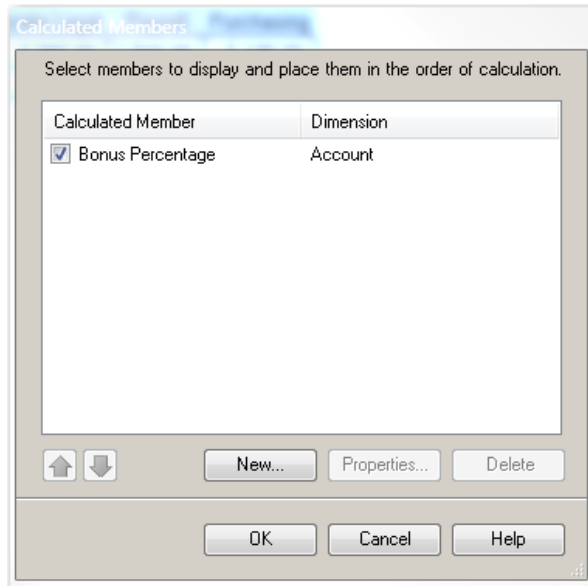 Calculated Members
Select members to display and place them in the order of calculation.
Calculated Member Dimension
Bonus Percentage Account
New... Properties... Delete
OK Cancel Help